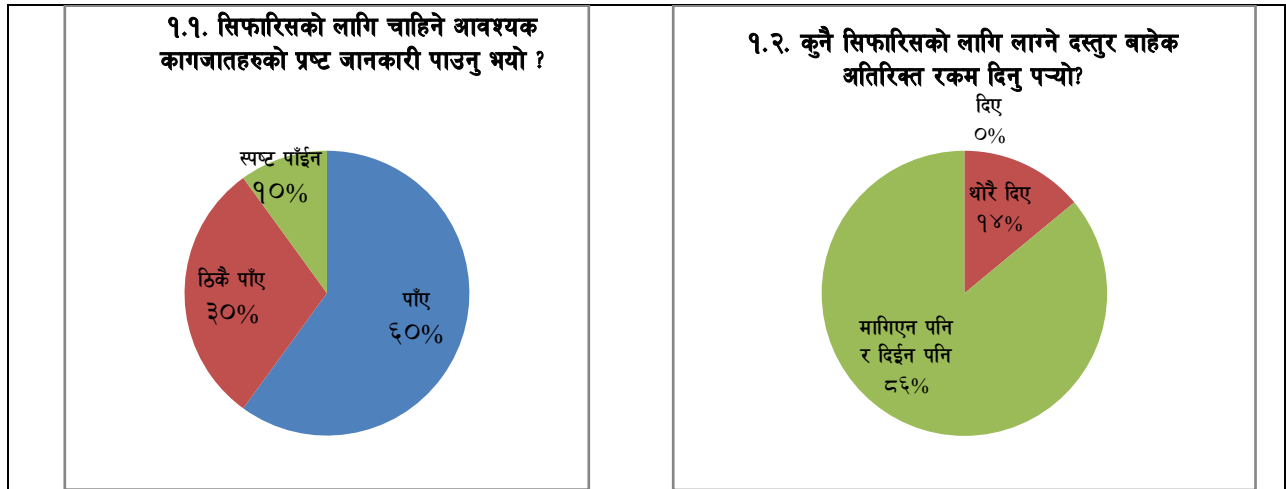 १.१. सिफारिसको लागि चाहिने आवश्यक
कागजातहरुको प्रष्ट जानकारी पाउनु भयो ?
स्पष्ट पाँईन
१०%
ठिकै पाँए
३०%
पाँए
६०%
१.२. कुनै सिफारिसको लागि लाग्ने दस्तुर बाहेक
अतिरिक्त रकम दिनु पऱ्यो?
दिए
०%
थोरै दिए
१४%
मागिएन पनि
र दिईन पनि
८६%